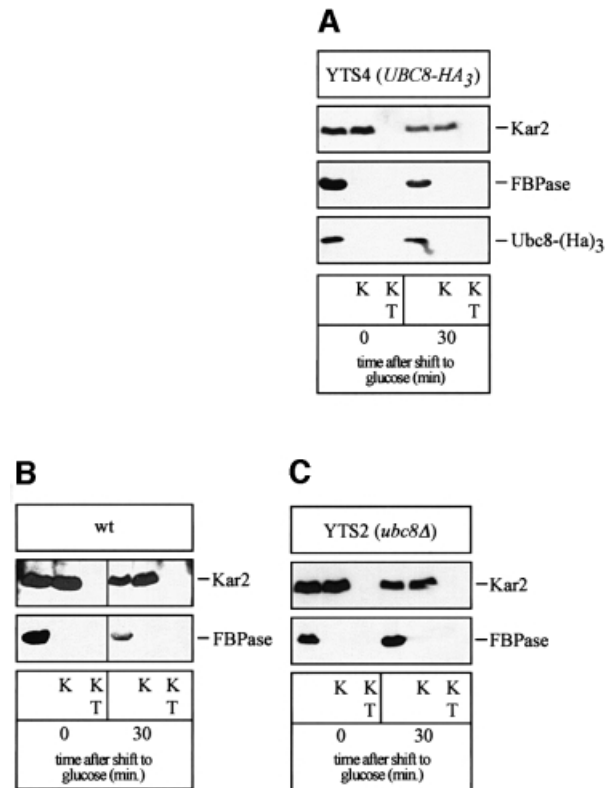 A
YTS4 (UBC8-HA3)
Kar2
FBPase
Ubc8-(Ha)3
K K K K
T T
0 30
time after shift to
glucose (min)
B
wt
Kar2
FBPase
K K K K
T T
0 30
time after shift to
glucose (min.)
C
YTS2 (ubc8Δ)
Kar2
FBPase
K K K K
T T
0 30
time after shift to
glucose (min.)